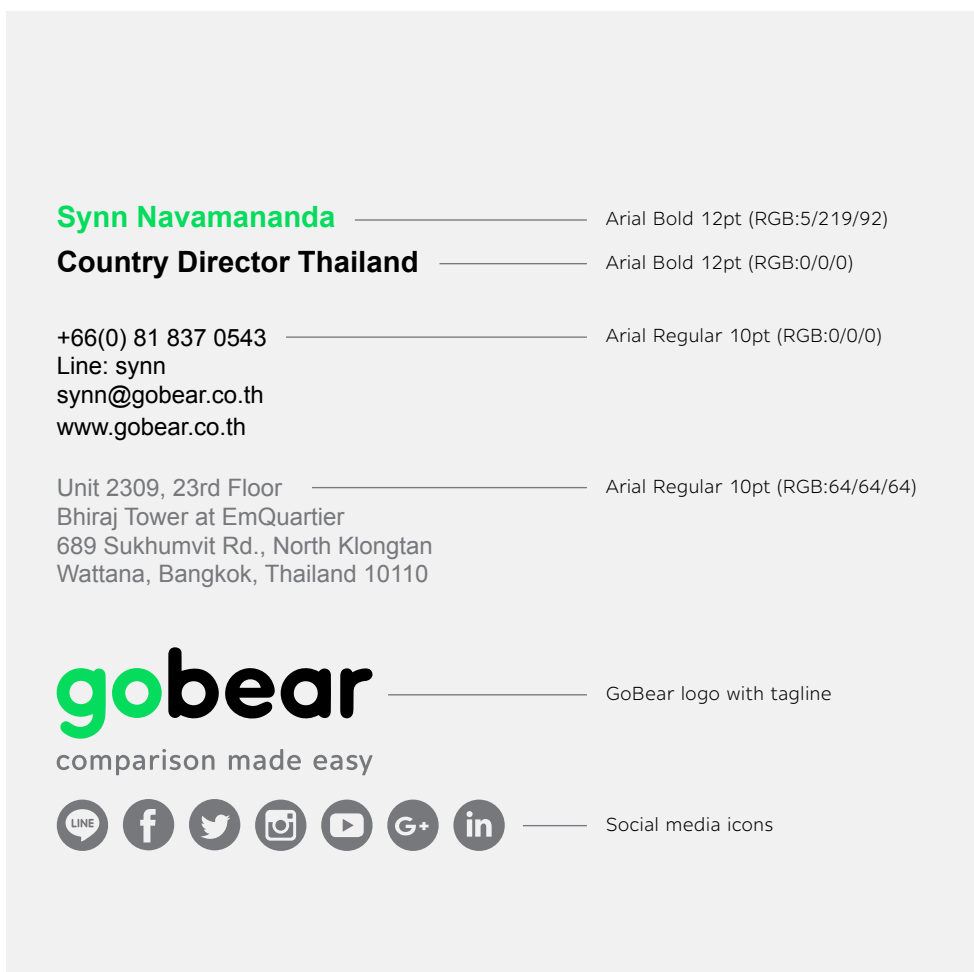 Synn Navamananda
Arial Bold 12pt (RGB:5/219/92)
Country Director Thailand
Arial Bold 12pt (RGB:0/0/0)
+66(0) 81 837 0543
Arial Regular 10pt (RGB:0/0/0)
Line: synn
synn@gobear.co.th
www.gobear.co.th
Unit 2309, 23rd Floor
Arial Regular 10pt (RGB:64/64/64)
Bhiraj Tower at EmQuartier
689 Sukhumvit Rd., North Klongtan
Wattana, Bangkok, Thailand 10110
gobear
GoBear logo with tagline
comparison made easy
LINE f G+ in
Social media icons